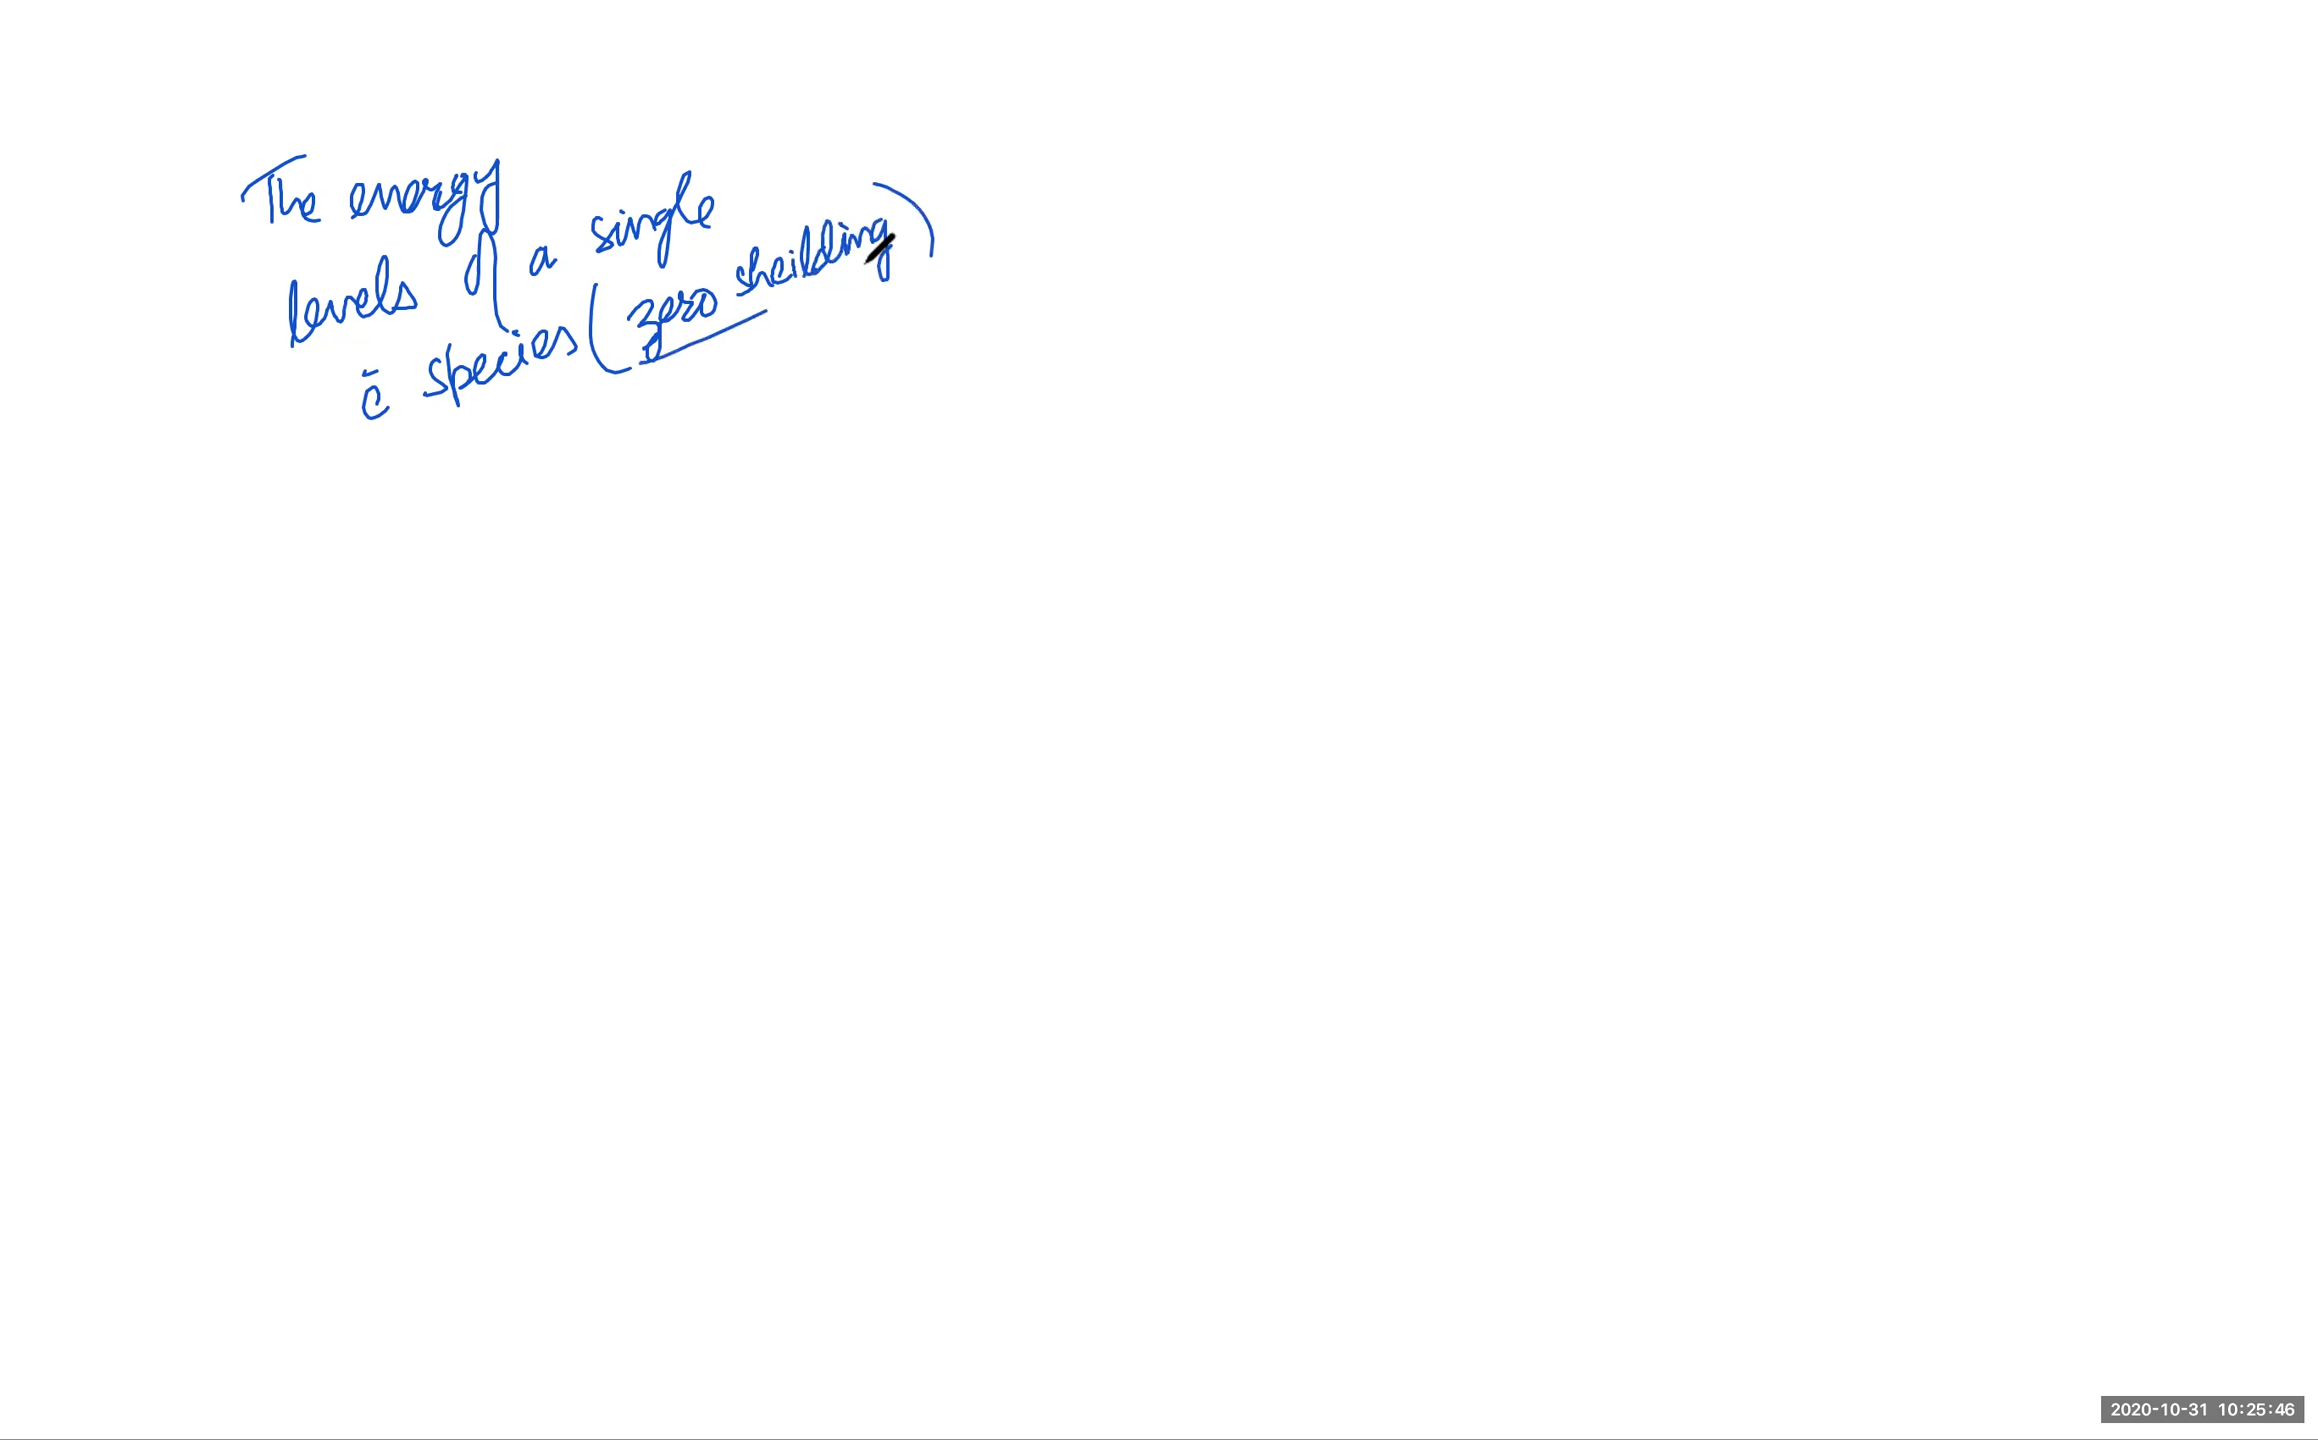 The energy
levels of a single
ē species (zero sheilding)
2020-10-31 10:25:46